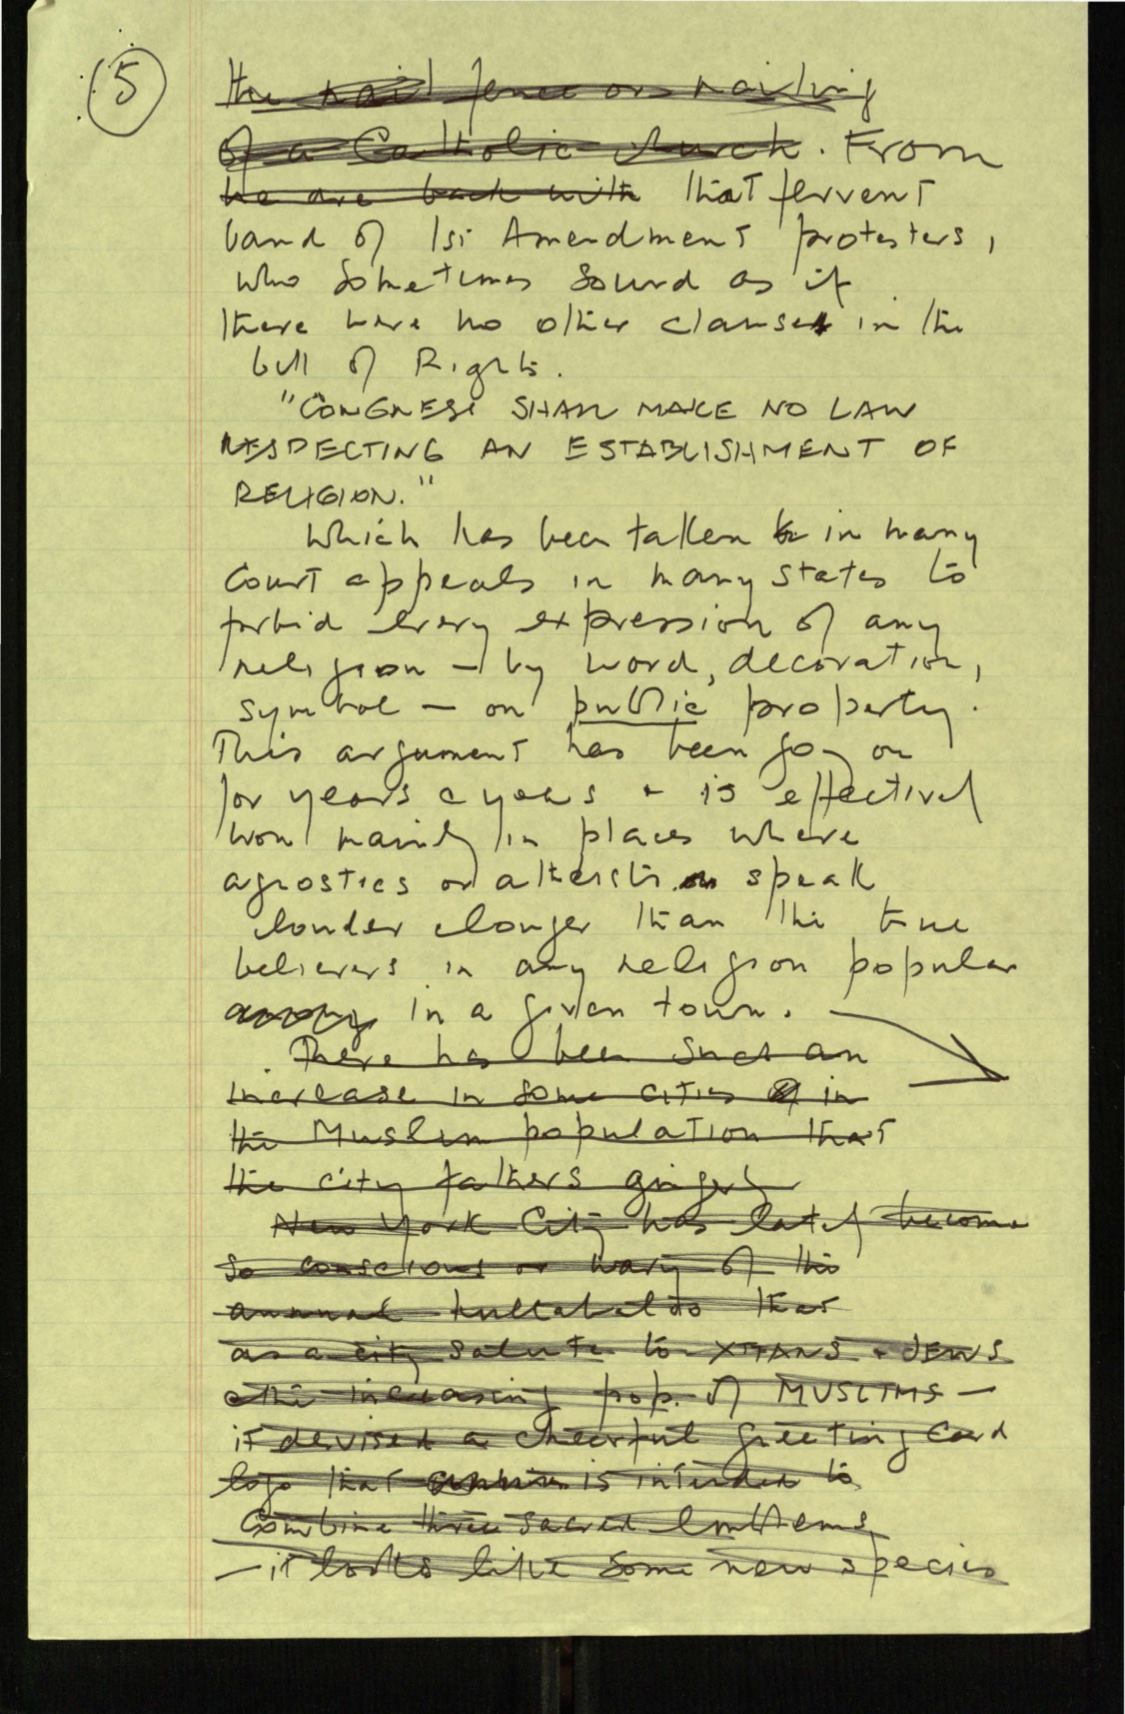 5
the rail fence or railing
of a Catholic church. From
we are back with that fervent
band of 1st Amendment protesters,
who sometimes sound as if
there were no other clauses in the
bill of Rights.
"CONGRESS SHALL MAKE NO LAW
RESPECTING AN ESTABLISHMENT OF
RELIGION."
Which has been taken in many
Court appeals in many states to
forbid every expression of any
religion – by word, decoration,
symbol – on public property.
This argument has been going on
for years & years + is effectively
won mainly in places where
agnostics or atheists speak
louder & longer than the true
believers in any religion popular
in a given town.
There has been such an
increase in some cities in
the Muslim population that
the city fathers gingerly
New York City has lately become
so conscious or wary of the
annual hullabaloo that
as a city salute to XTIANS + JEWS
& the increasing pop. of MUSLIMS –
it devised a cheerful greeting card
logo that is intended to
combine three sacred emblems
– it looks like some new species